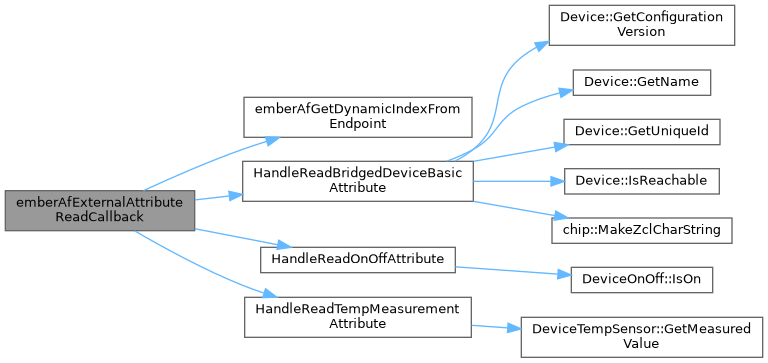 emberAfExternalAttribute
ReadCallback
emberAfGetDynamicIndexFrom
Endpoint
HandleReadBridgedDeviceBasic
Attribute
HandleReadOnOffAttribute
HandleReadTempMeasurement
Attribute
Device::GetConfiguration
Version
Device::GetName
Device::GetUniqueId
Device::IsReachable
chip::MakeZclCharString
DeviceOnOff::IsOn
DeviceTempSensor::GetMeasured
Value